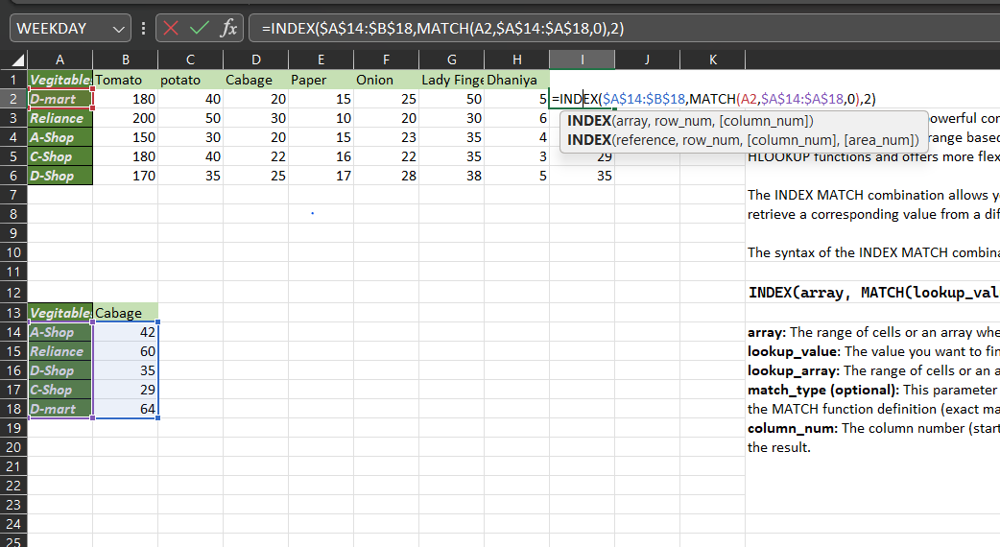 WEEKDAY fx =INDEX($A$14:$B$18,MATCH(A2,$A$14:$A$18,0),2)
A B C D E F G H I J K
1 Vegitable Tomato potato Cabage Paper Onion Lady Finge Dhaniya
2 D-mart 180 40 20 15 25 50 5 =INDEX($A$14:$B$18,MATCH(A2,$A$14:$A$18,0),2)
3 Reliance 200 50 30 10 20 30 6 INDEX(array, row_num, [column_num]) powerful cor
4 A-Shop 150 30 20 15 23 35 4 INDEX(reference, row_num, [column_num], [area_num]) range based
5 C-Shop 180 40 22 16 22 35 3 29 HLOOKUP functions and offers more flex
6 D-Shop 170 35 25 17 28 38 5 35
7 The INDEX MATCH combination allows y
8 retrieve a corresponding value from a dif
9
10 The syntax of the INDEX MATCH combina
11
12 INDEX(array, MATCH(lookup_val
13 Vegitable Cabage
14 A-Shop 42 array: The range of cells or an array whe
15 Reliance 60 lookup_value: The value you want to fin
16 D-Shop 35 lookup_array: The range of cells or an a
17 C-Shop 29 match_type (optional): This parameter
18 D-mart 64 the MATCH function definition (exact ma
19 column_num: The column number (start
20 the result.
21
22
23
24
25